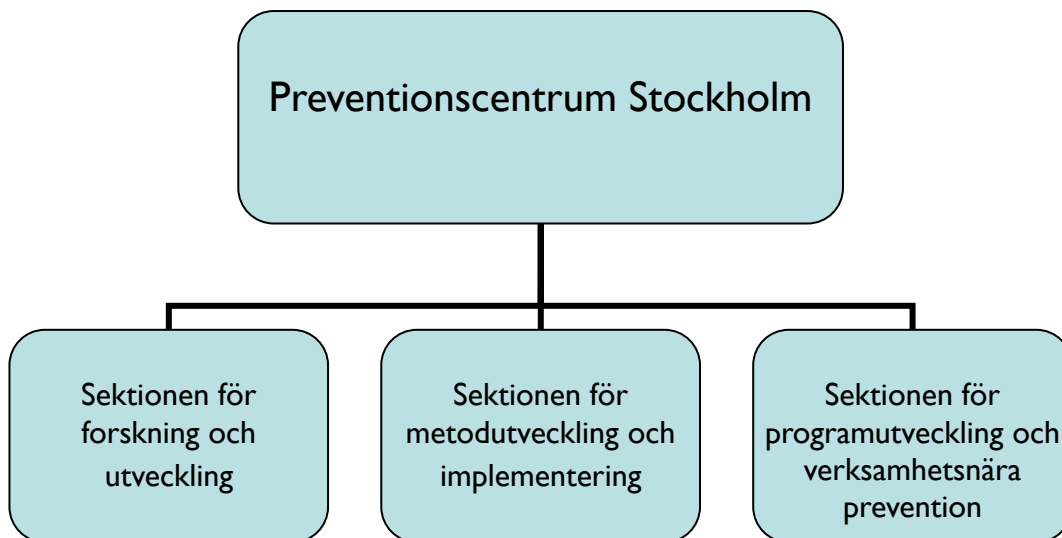 Preventionscentrum Stockholm
Sektionen för
forskning och
utveckling
Sektionen för
metodutveckling och
implementering
Sektionen för
programutveckling och
verksamhetsnära
prevention